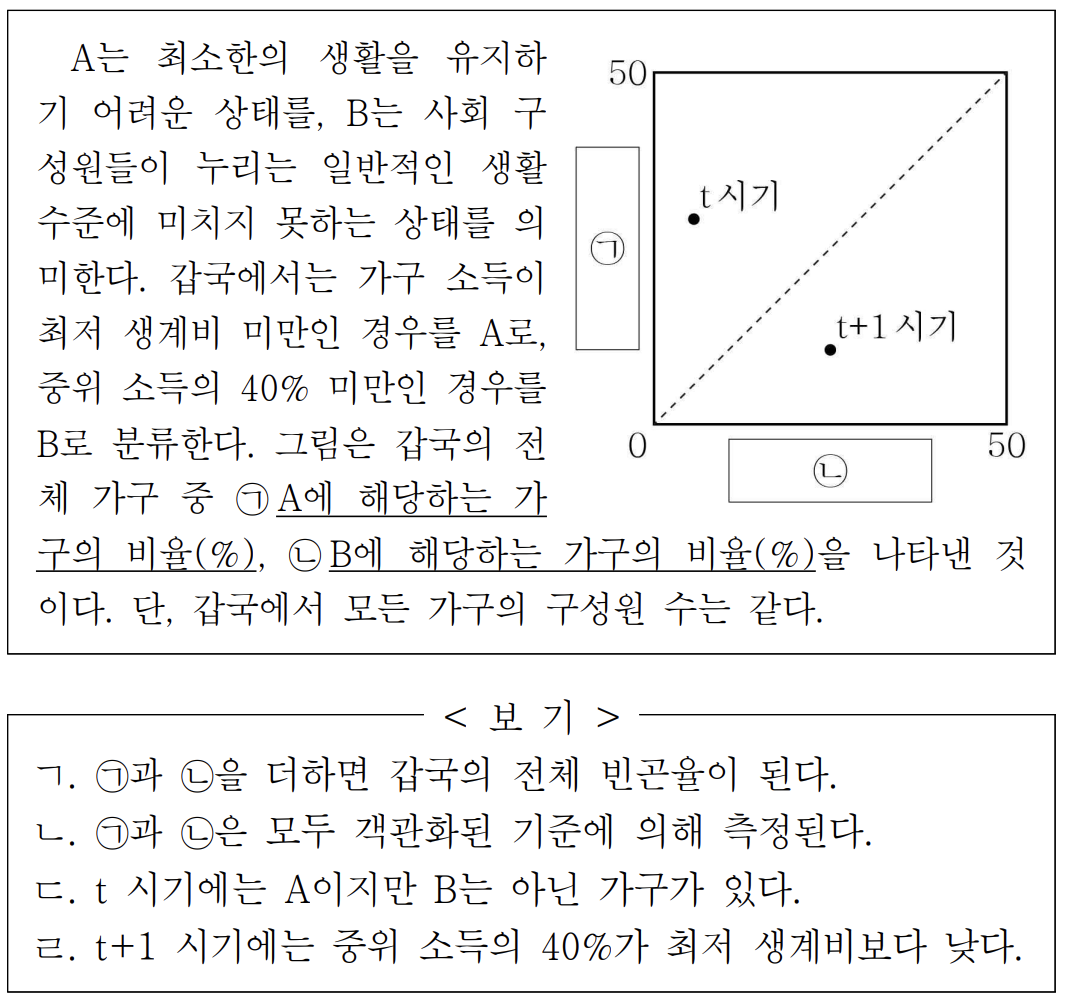 A는 최소한의 생활을 유지하
기 어려운 상태를, B는 사회 구
성원들이 누리는 일반적인 생활
수준에 미치지 못하는 상태를 의
미한다. 갑국에서는 가구 소득이
최저 생계비 미만인 경우를 A로,
중위 소득의 40% 미만인 경우를
B로 분류한다. 그림은 갑국의 전
체 가구 중 ㉠A에 해당하는 가
구의 비율(%), ㉡B에 해당하는 가구의 비율(%)을 나타낸 것
이다. 단, 갑국에서 모든 가구의 구성원 수는 같다.
50
t 시기
㉠
t+1 시기
0
50
㉡
< 보 기 >
ㄱ. ㉠과 ㉡을 더하면 갑국의 전체 빈곤율이 된다.
ㄴ. ㉠과 ㉡은 모두 객관화된 기준에 의해 측정된다.
ㄷ. t 시기에는 A이지만 B는 아닌 가구가 있다.
ㄹ. t+1 시기에는 중위 소득의 40%가 최저 생계비보다 낮다.